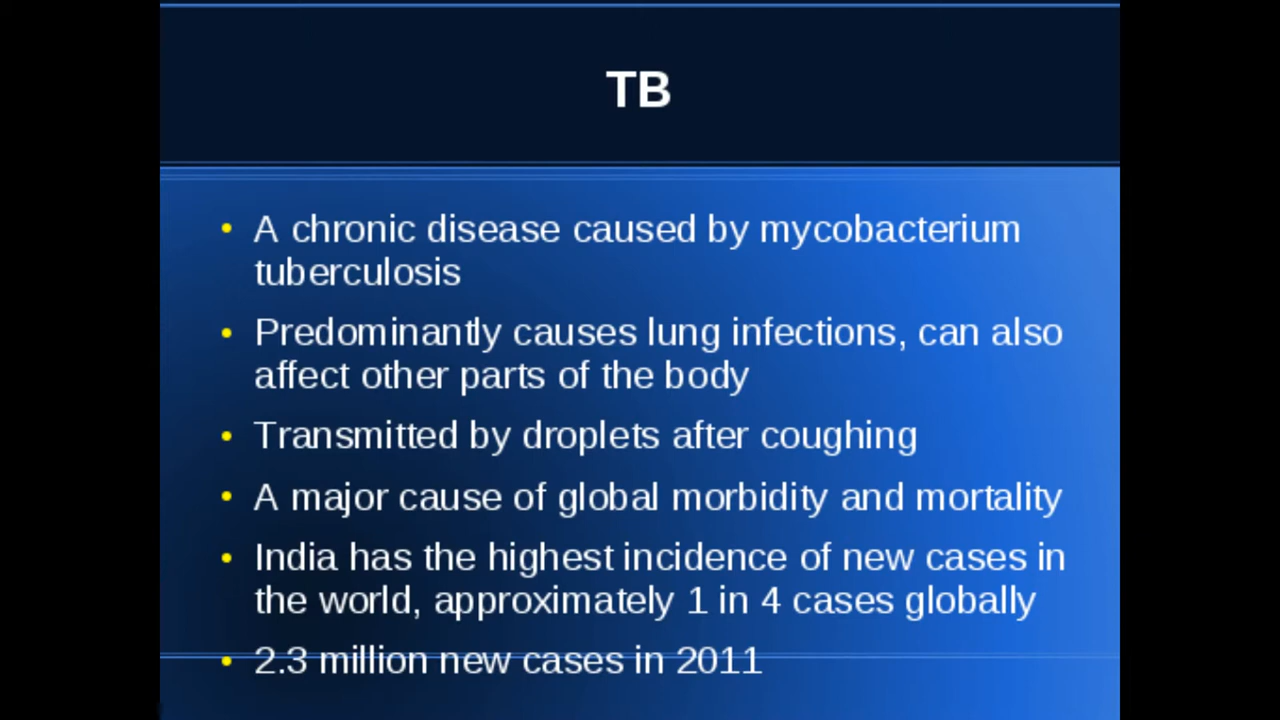 TB
• A chronic disease caused by mycobacterium
tuberculosis
• Predominantly causes lung infections, can also
affect other parts of the body
• Transmitted by droplets after coughing
• A major cause of global morbidity and mortality
• India has the highest incidence of new cases in
the world, approximately 1 in 4 cases globally
• 2.3 million new cases in 2011